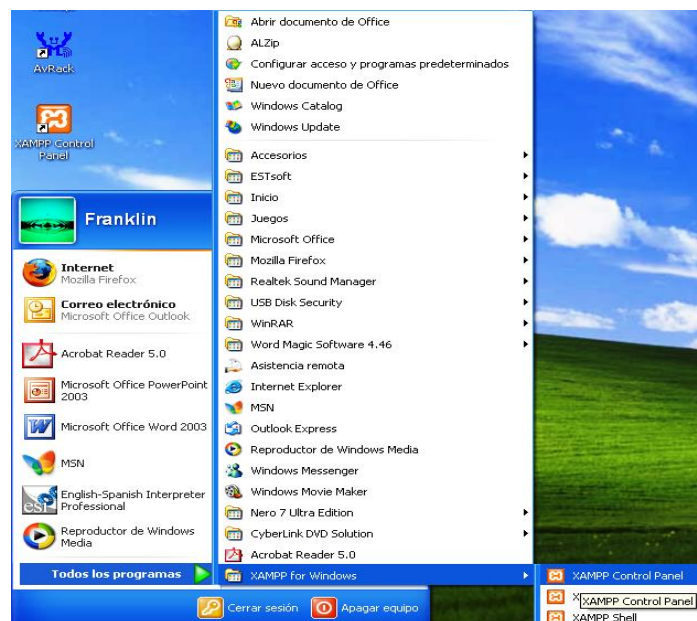 AvRack
XAMPP Control
Panel
Franklin
Internet
Mozilla Firefox
Correo electrónico
Microsoft Office Outlook
Acrobat Reader 5.0
Microsoft Office PowerPoint
2003
Microsoft Office Word 2003
MSN
English-Spanish Interpreter
Professional
Reproductor de Windows
Media
Todos los programas
Cerrar sesión
Apagar equipo
Abrir documento de Office
ALZip
Configurar acceso y programas predeterminados
Nuevo documento de Office
Windows Catalog
Windows Update
Accesorios
ESTsoft
Inicio
Juegos
Microsoft Office
Mozilla Firefox
Realtek Sound Manager
USB Disk Security
WinRAR
Word Magic Software 4.46
Asistencia remota
Internet Explorer
MSN
Outlook Express
Reproductor de Windows Media
Windows Messenger
Windows Movie Maker
Nero 7 Ultra Edition
CyberLink DVD Solution
Acrobat Reader 5.0
XAMPP for Windows
XAMPP Control Panel
XAMPP Control Panel
XAMPP Shell